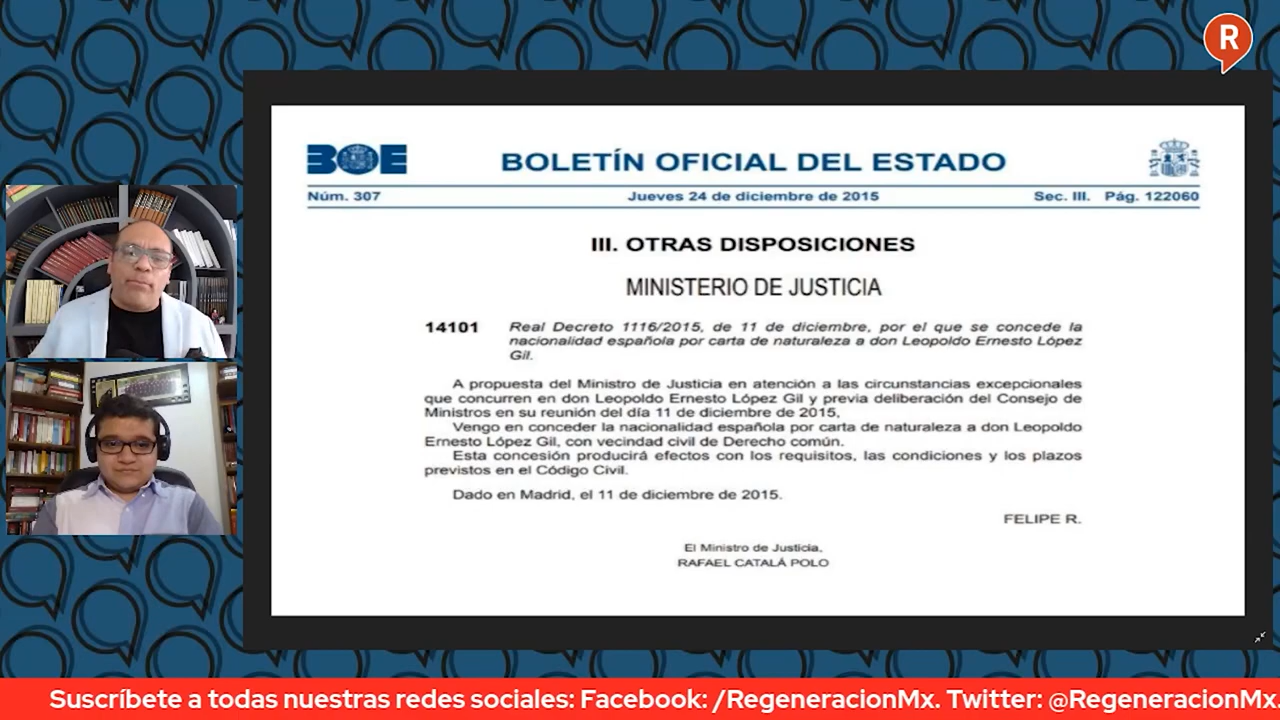 R
BOE
BOLETÍN OFICIAL DEL ESTADO
Núm. 307
Jueves 24 de diciembre de 2015
Sec. III. Pág. 122060
III. OTRAS DISPOSICIONES
MINISTERIO DE JUSTICIA
14101 Real Decreto 1116/2015, de 11 de diciembre, por el que se concede la
nacionalidad española por carta de naturaleza a don Leopoldo Ernesto López
Gil.
A propuesta del Ministro de Justicia en atención a las circunstancias excepcionales
que concurren en don Leopoldo Ernesto López Gil y previa deliberación del Consejo de
Ministros en su reunión del día 11 de diciembre de 2015,
Vengo en conceder la nacionalidad española por carta de naturaleza a don Leopoldo
Ernesto López Gil, con vecindad civil de Derecho común.
Esta concesión producirá efectos con los requisitos, las condiciones y los plazos
previstos en el Código Civil.
Dado en Madrid, el 11 de diciembre de 2015.
FELIPE R.
El Ministro de Justicia,
RAFAEL CATALÁ POLO
Suscríbete a todas nuestras redes sociales: Facebook: /RegeneracionMx. Twitter: @RegeneracionMx.